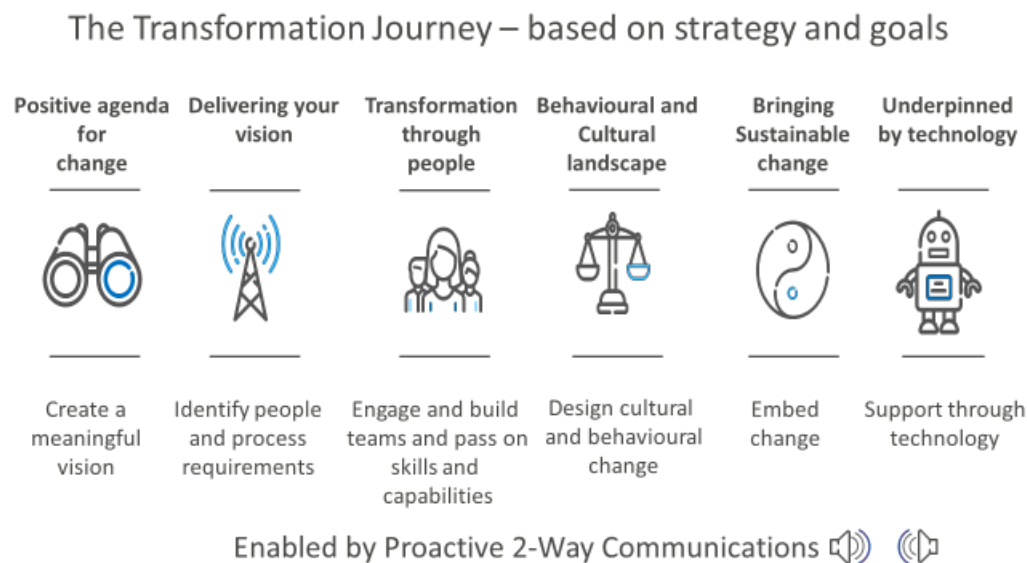 The Transformation Journey – based on strategy and goals
Positive agenda
for
change
Delivering your
vision
Transformation
through
people
Behavioural and
Cultural
landscape
Bringing
Sustainable
change
Underpinned
by technology
Create a
meaningful
vision
Identify people
and process
requirements
Engage and build
teams and pass on
skills and
capabilities
Design cultural
and behavioural
change
Embed
change
Support through
technology
Enabled by Proactive 2-Way Communications